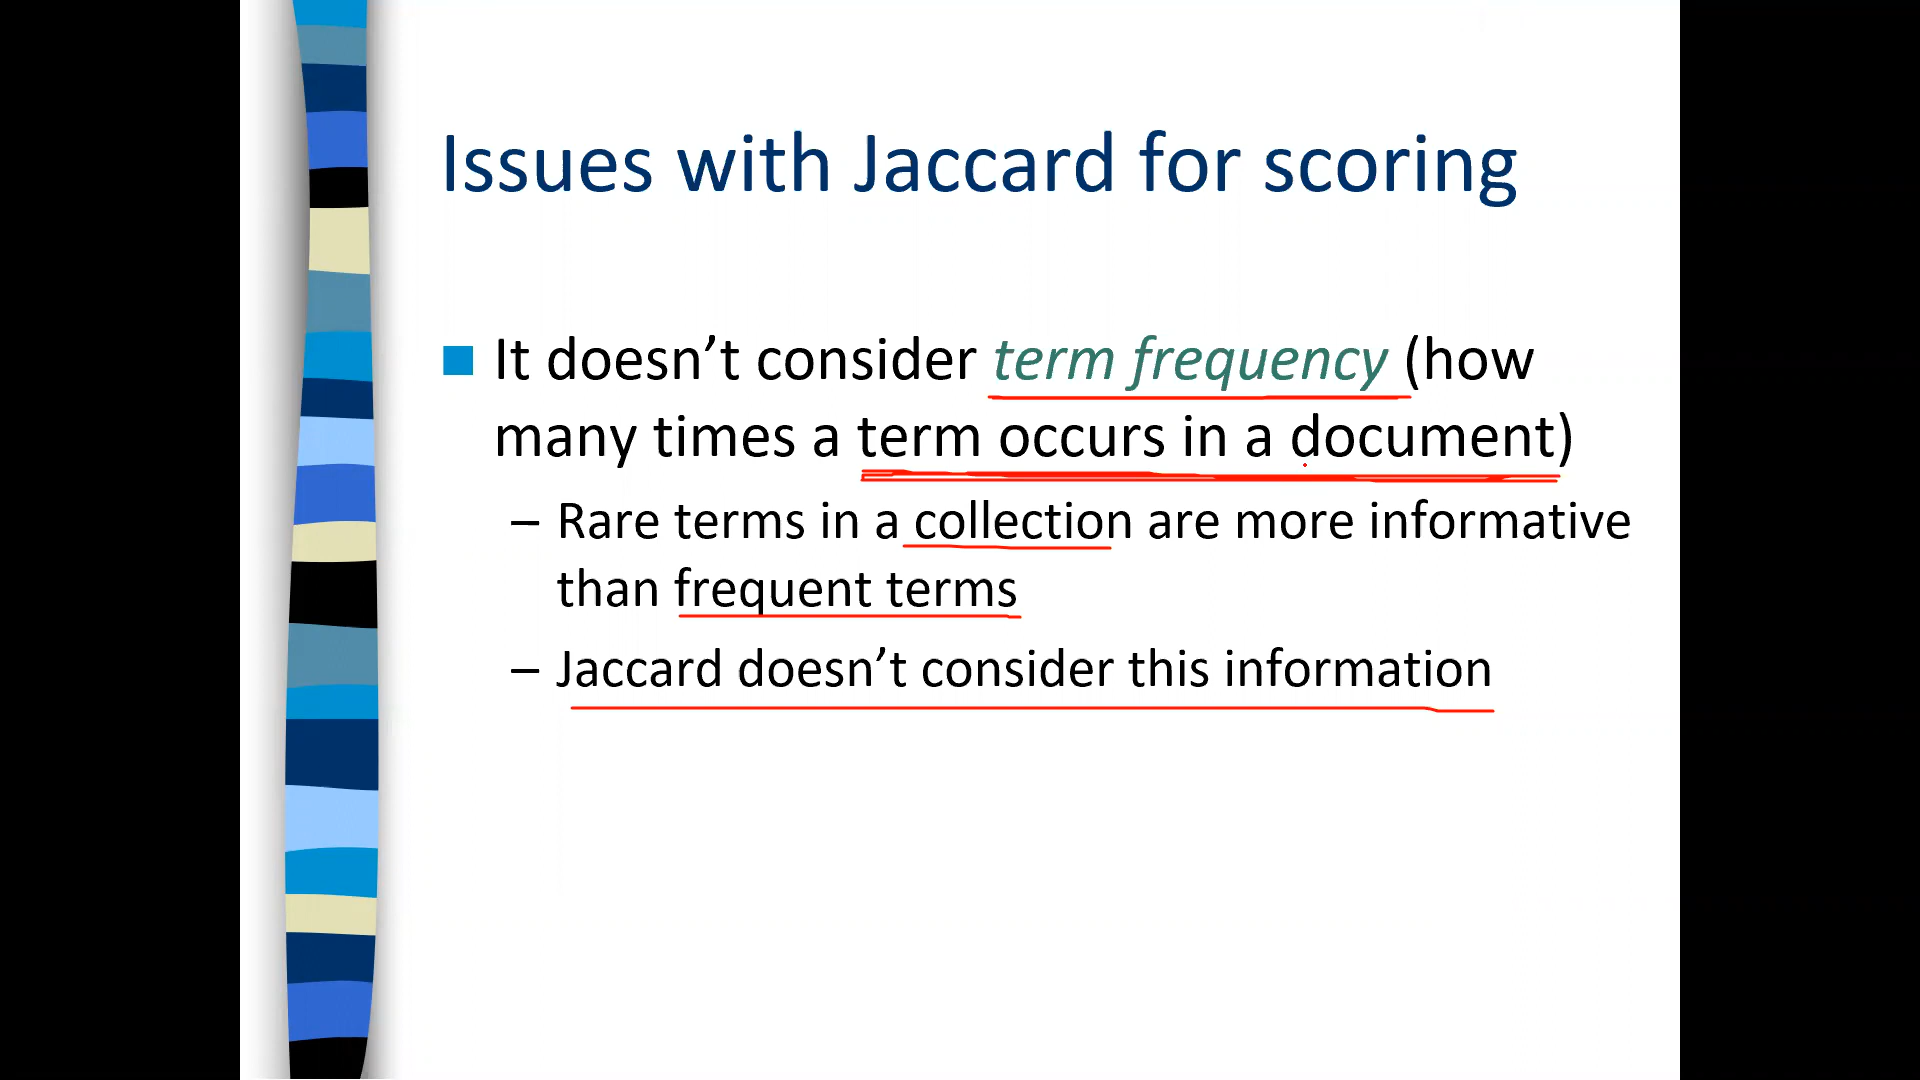 Issues with Jaccard for scoring
It doesn’t consider term frequency (how
many times a term occurs in a document)
– Rare terms in a collection are more informative
than frequent terms
– Jaccard doesn’t consider this information